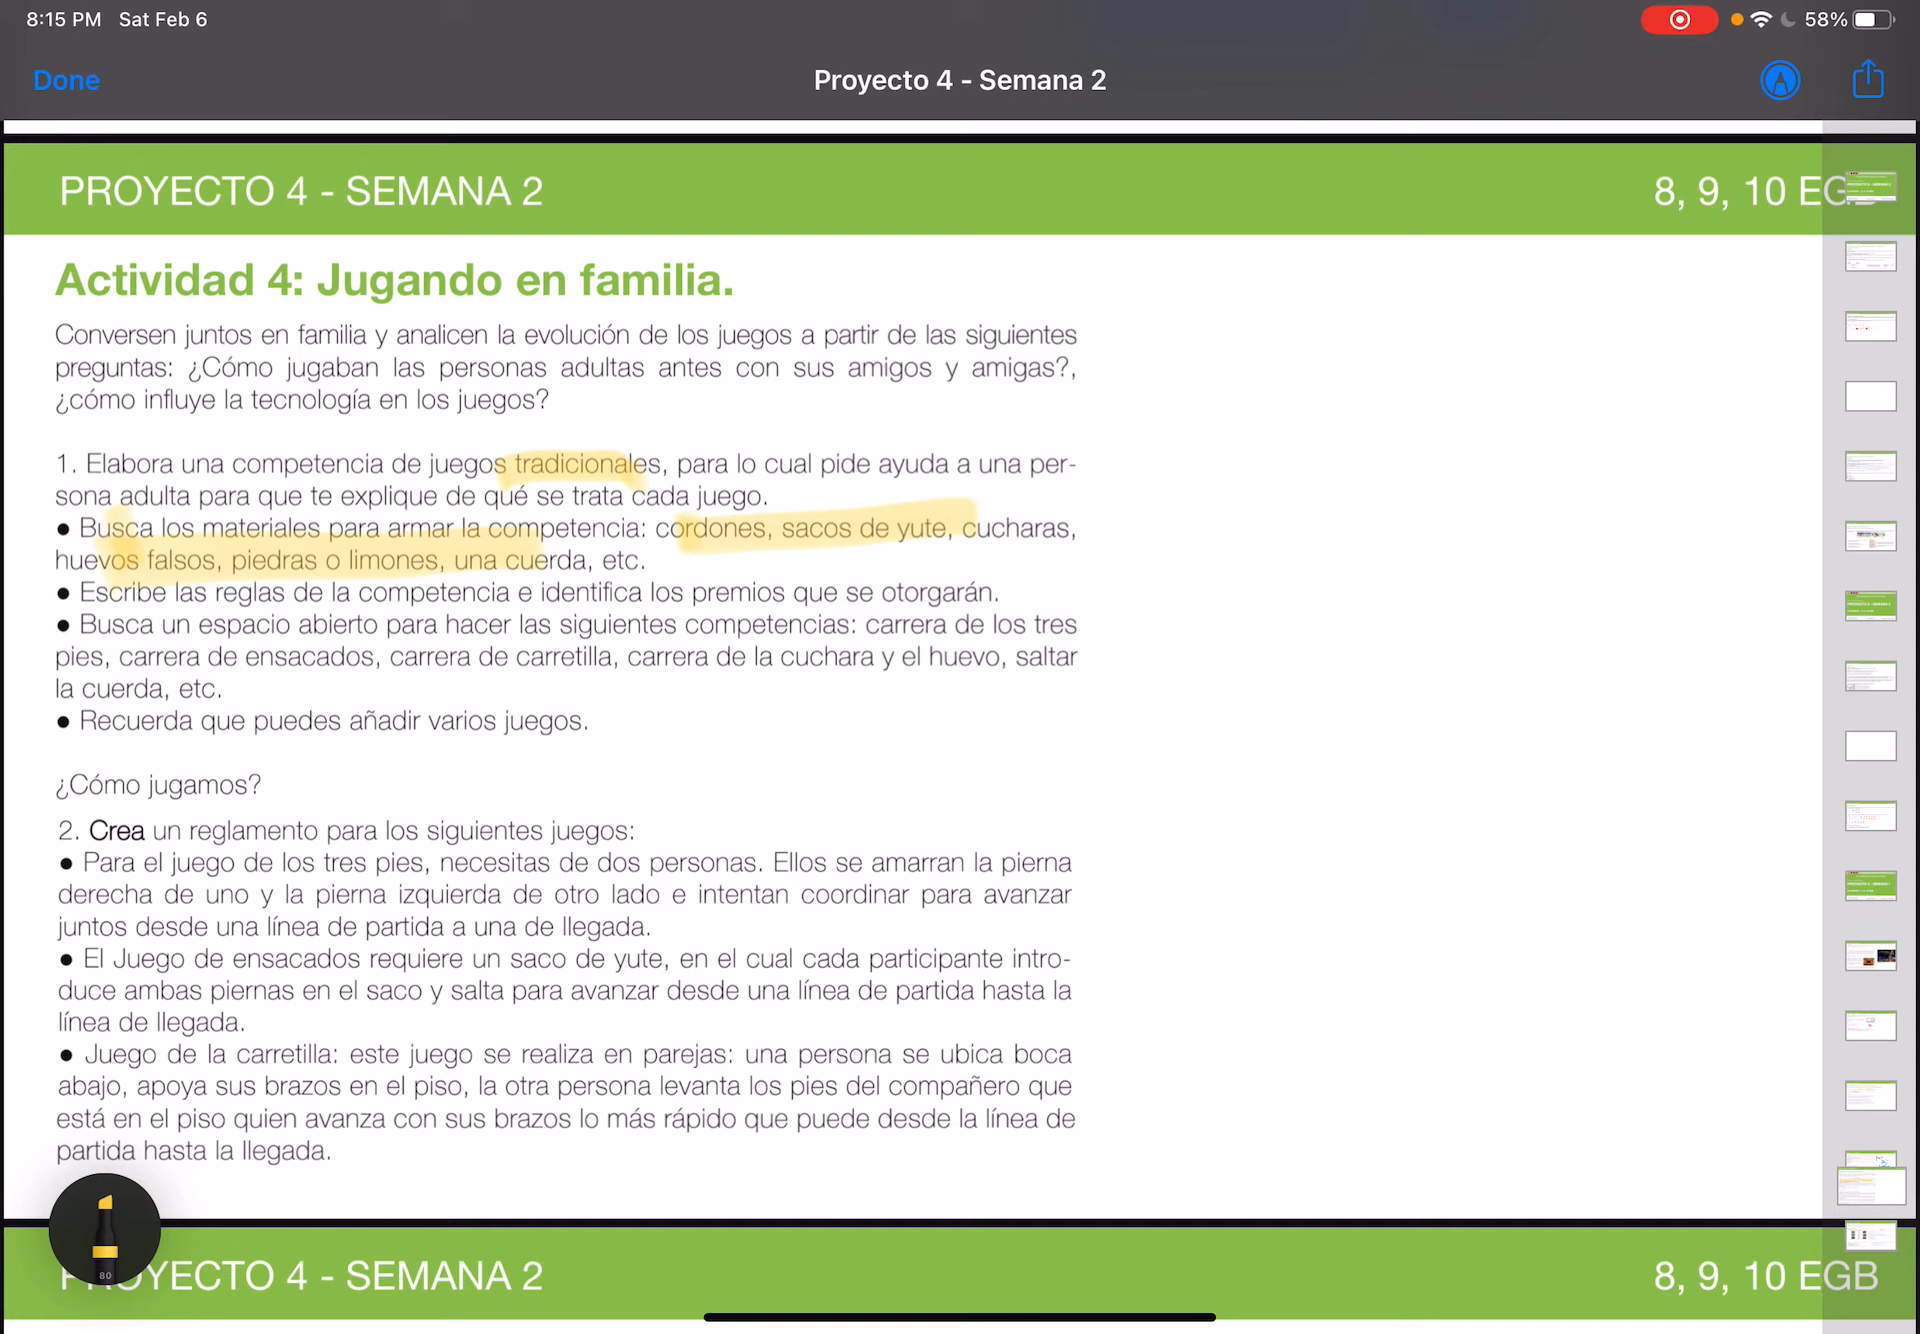 8:15 PM Sat Feb 6
58%
Done
Proyecto 4 - Semana 2
PROYECTO 4 - SEMANA 2
8, 9, 10
Actividad 4: Jugando en familia.
Conversen juntos en familia y analicen la evolución de los juegos a partir de las siguientes
preguntas: ¿Cómo jugaban las personas adultas antes con sus amigos y amigas?,
¿cómo influye la tecnología en los juegos?
1. Elabora una competencia de juegos tradicionales, para lo cual pide ayuda a una per-
sona adulta para que te explique de qué se trata cada juego.
● Busca los materiales para armar la competencia: cordones, sacos de yute, cucharas,
huevos falsos, piedras o limones, una cuerda, etc.
● Escribe las reglas de la competencia e identifica los premios que se otorgarán.
● Busca un espacio abierto para hacer las siguientes competencias: carrera de los tres
pies, carrera de ensacados, carrera de carretilla, carrera de la cuchara y el huevo, saltar
la cuerda, etc.
● Recuerda que puedes añadir varios juegos.
¿Cómo jugamos?
2. Crea un reglamento para los siguientes juegos:
● Para el juego de los tres pies, necesitas de dos personas. Ellos se amarran la pierna
derecha de uno y la pierna izquierda de otro lado e intentan coordinar para avanzar
juntos desde una línea de partida a una de llegada.
● El Juego de ensacados requiere un saco de yute, en el cual cada participante intro-
duce ambas piernas en el saco y salta para avanzar desde una línea de partida hasta la
línea de llegada.
● Juego de la carretilla: este juego se realiza en parejas: una persona se ubica boca
abajo, apoya sus brazos en el piso, la otra persona levanta los pies del compañero que
está en el piso quien avanza con sus brazos lo más rápido que puede desde la línea de
partida hasta la llegada.
80
PROYECTO 4 - SEMANA 2
8, 9, 10 EGB